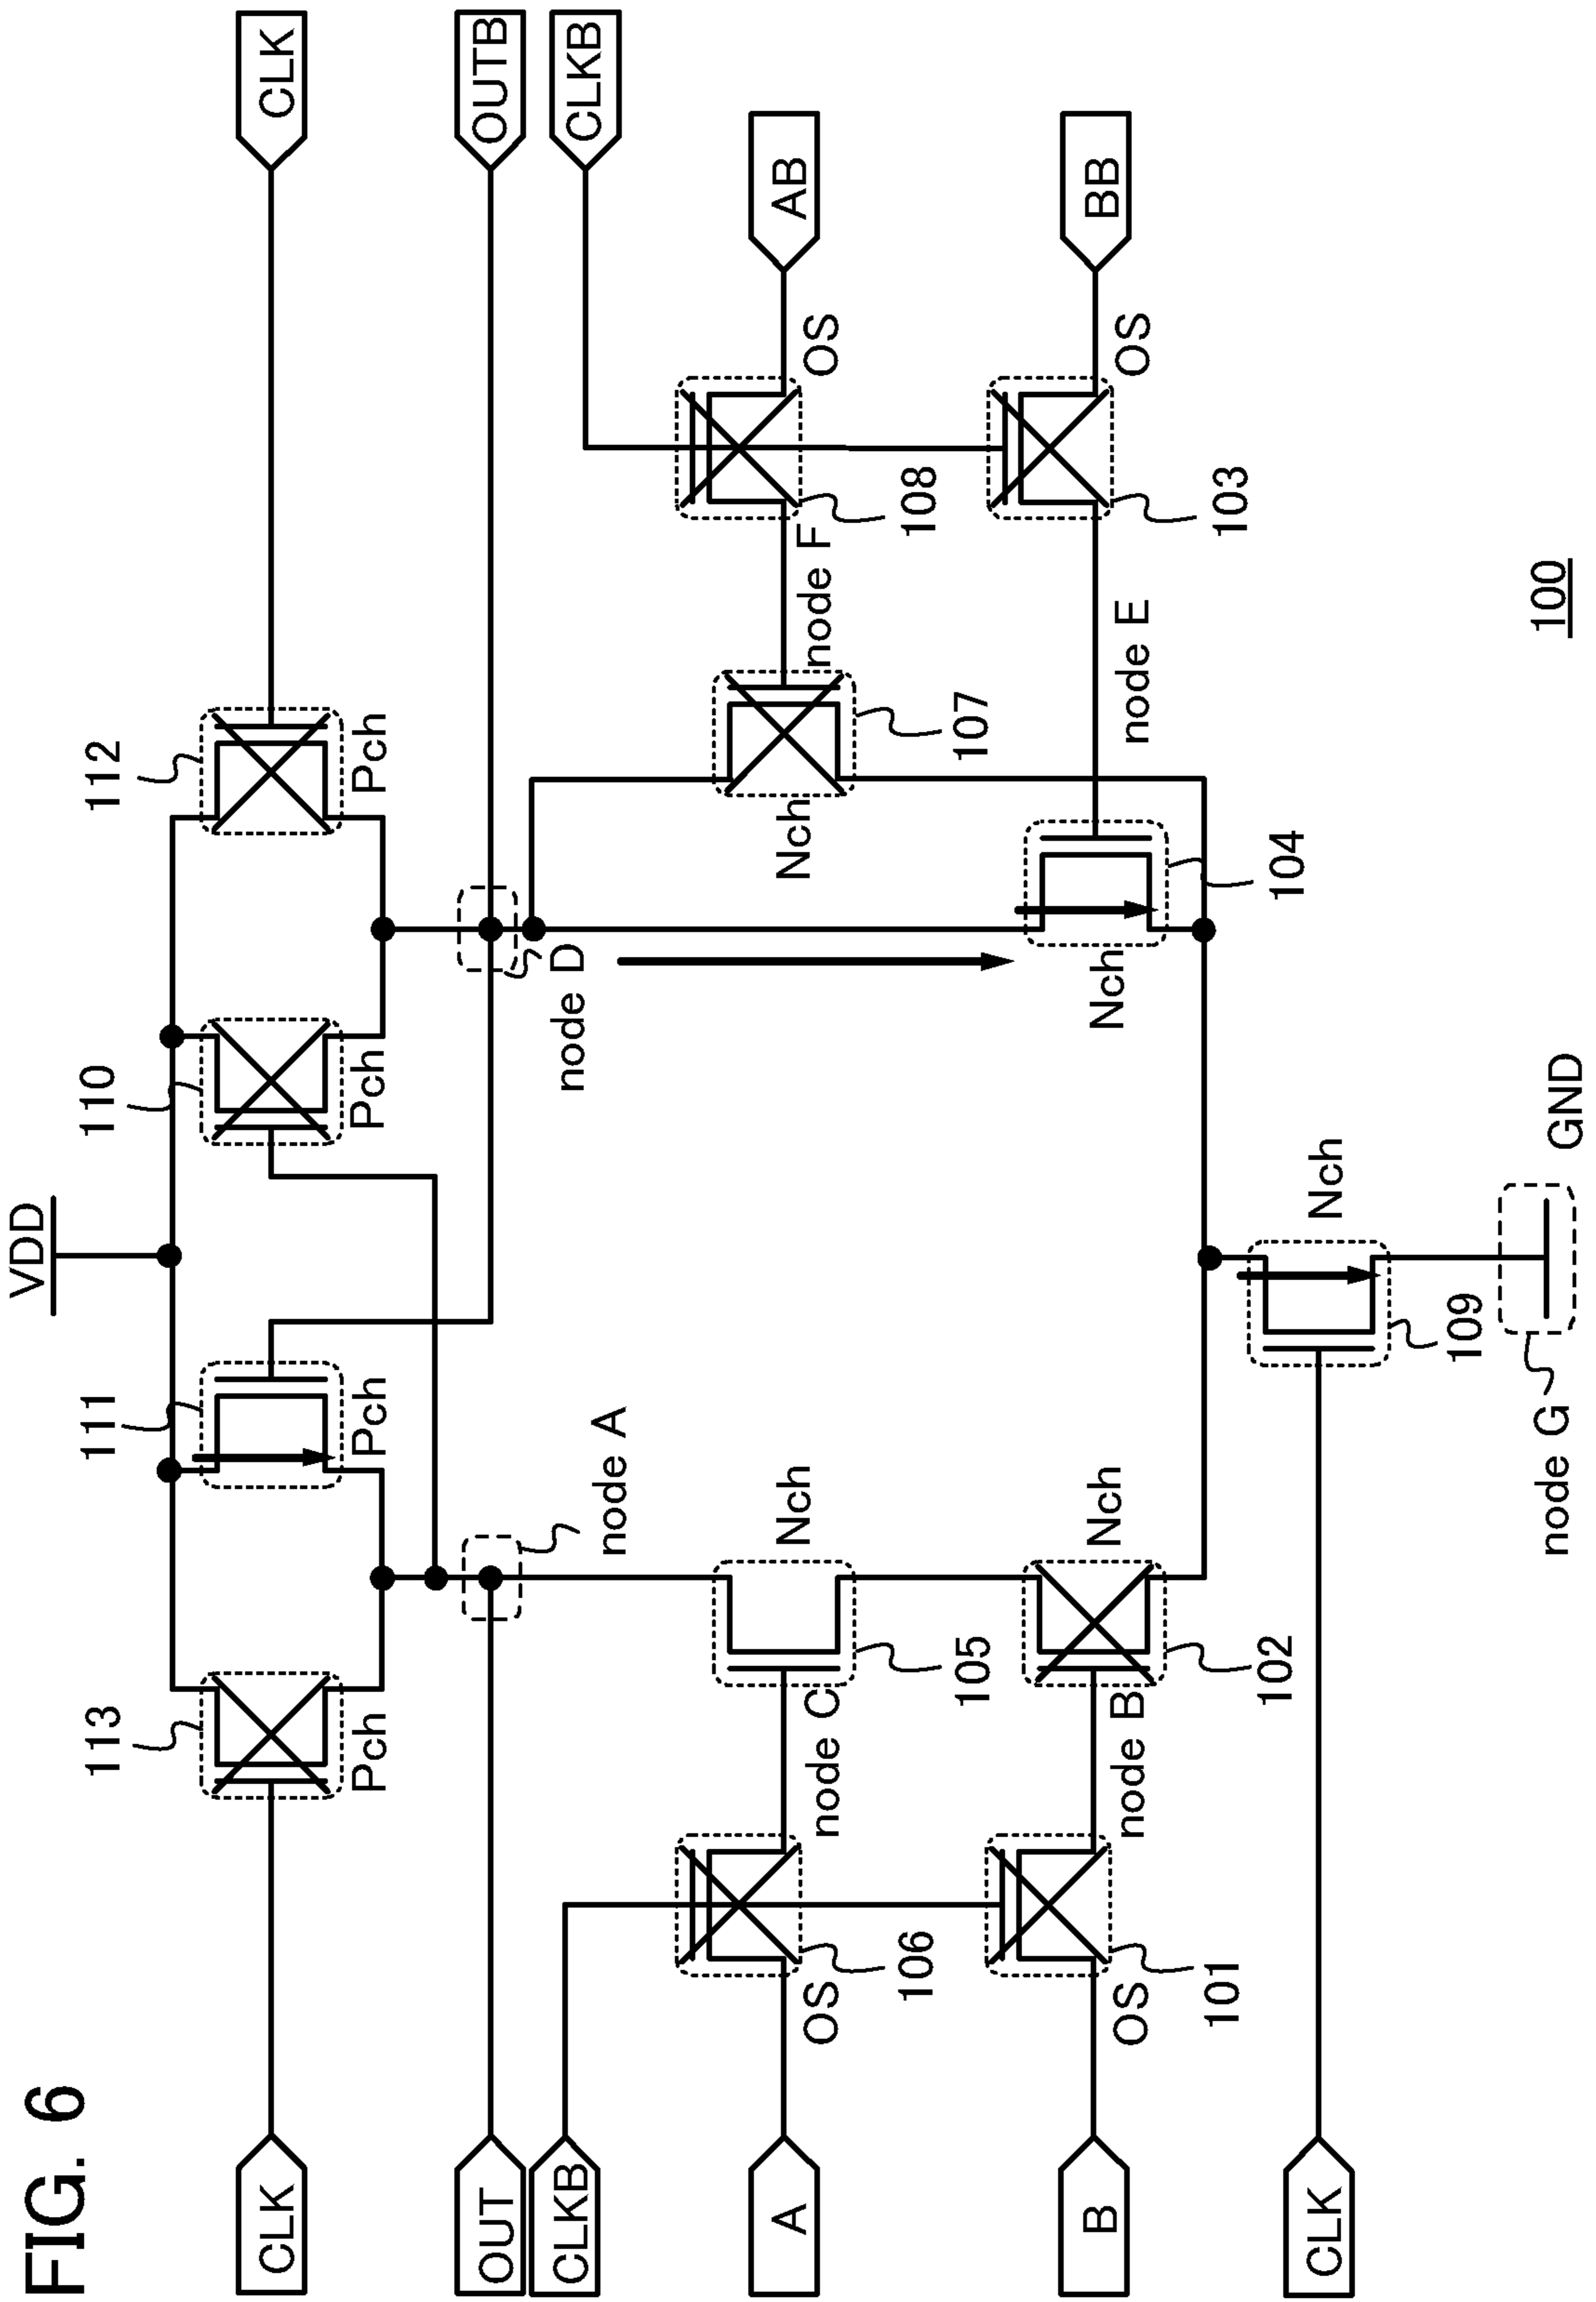 FIG. 6
VDD
113
111
110
112
CLK
Pch
Pch
Pch
Pch
CLK
OUT
node A
node D
OUTB
CLKB
CLKB
A
OS
106
node C
Nch
105
Nch
107
node F
108
OS
AB
B
OS
101
node B
Nch
102
Nch
104
node E
103
OS
BB
CLK
109
Nch
node G
GND
100